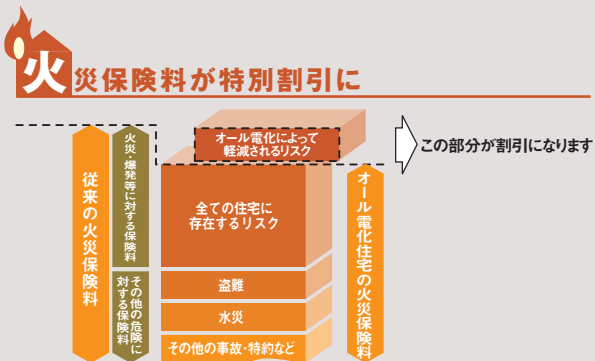 火災保険料が特別割引に
オール電化によって
軽減されるリスク
この部分が割引になります
従来の火災保険料
火災・爆発等に対する保険料
その他の危険に
対する保険料
全ての住宅に
存在するリスク
盗難
水災
その他の事故・特約など
オール電化住宅の火災保険料